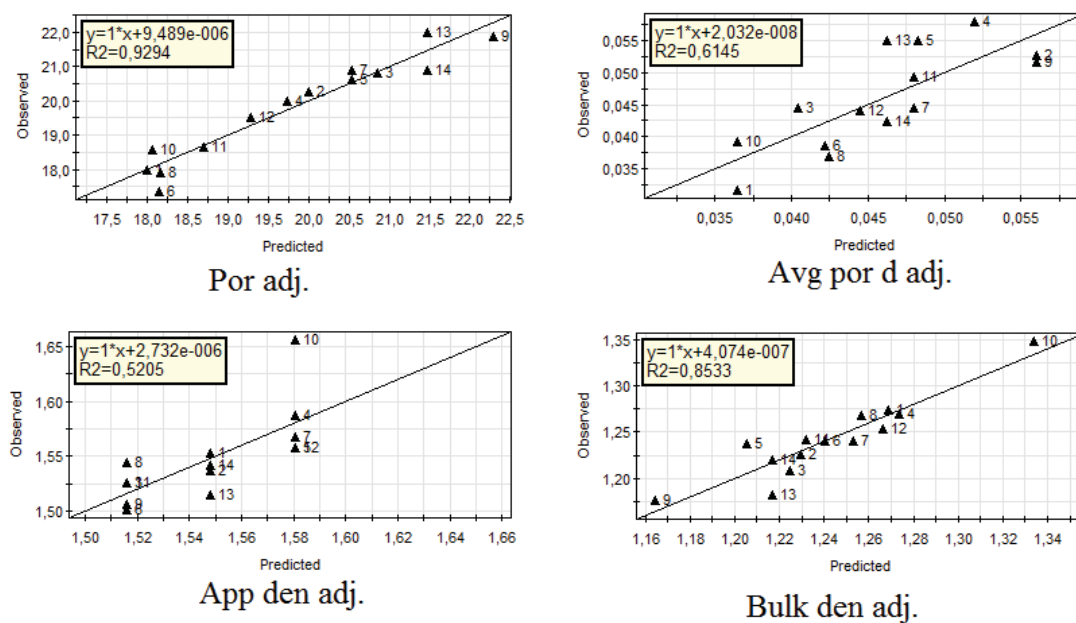 y=1*x+9,489e-006
R2=0,9294
Observed
22,0
21,0
20,0
19,0
18,0
13
9
7
3
14
5
2
4
12
11
10
8
6
17,5 18,0 18,5 19,0 19,5 20,0 20,5 21,0 21,5 22,0 22,5
Predicted
Por adj.
y=1*x+2,032e-008
R2=0,6145
Observed
0,055
0,050
0,045
0,040
0,035
4
13
5
2
9
11
3
12
7
14
10
6
8
1
0,035 0,040 0,045 0,050 0,055
Predicted
Avg por d adj.
y=1*x+2,732e-006
R2=0,5205
Observed
1,65
1,60
1,55
1,50
10
4
7
1
14
2
8
9
13
1,50 1,52 1,54 1,56 1,58 1,60 1,62 1,64 1,66
Predicted
App den adj.
y=1*x+4,074e-007
R2=0,8533
Observed
1,35
1,30
1,25
1,20
10
8
1
4
12
5
11
6
7
2
14
3
13
9
1,16 1,18 1,20 1,22 1,24 1,26 1,28 1,30 1,32 1,34
Predicted
Bulk den adj.